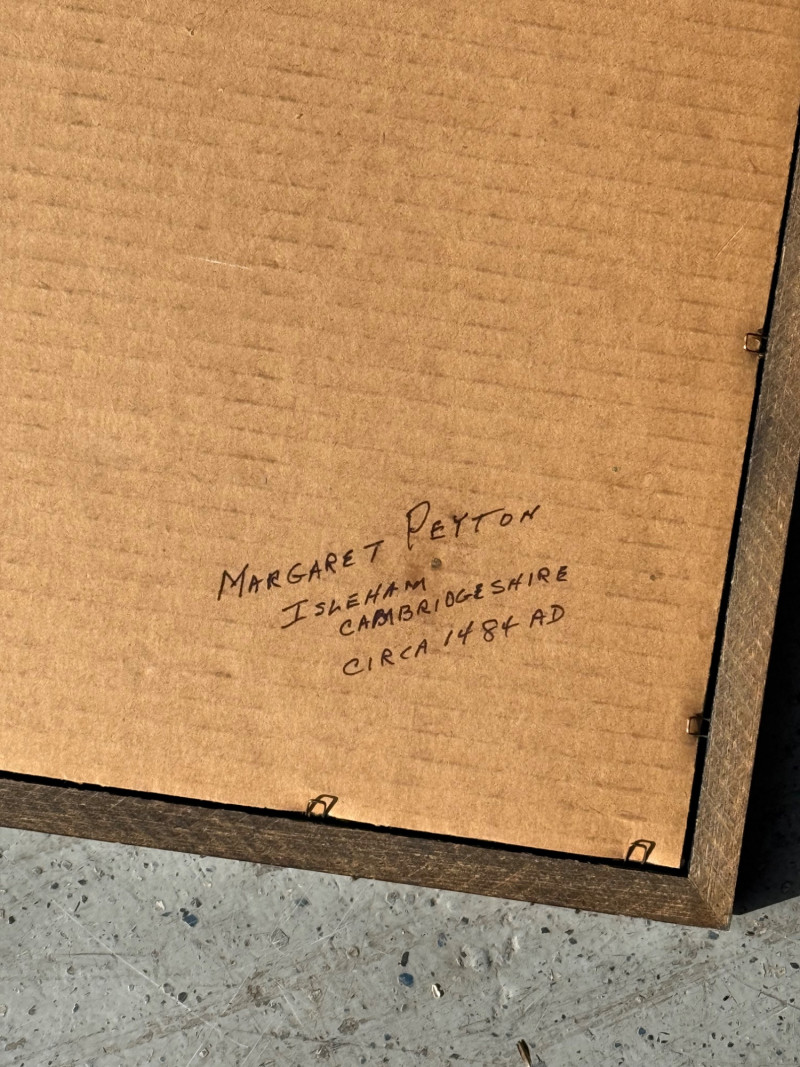 MARGARET PEYTON
ISLEHAM
CAMBRIDGESHIRE
CIRCA 1484 AD